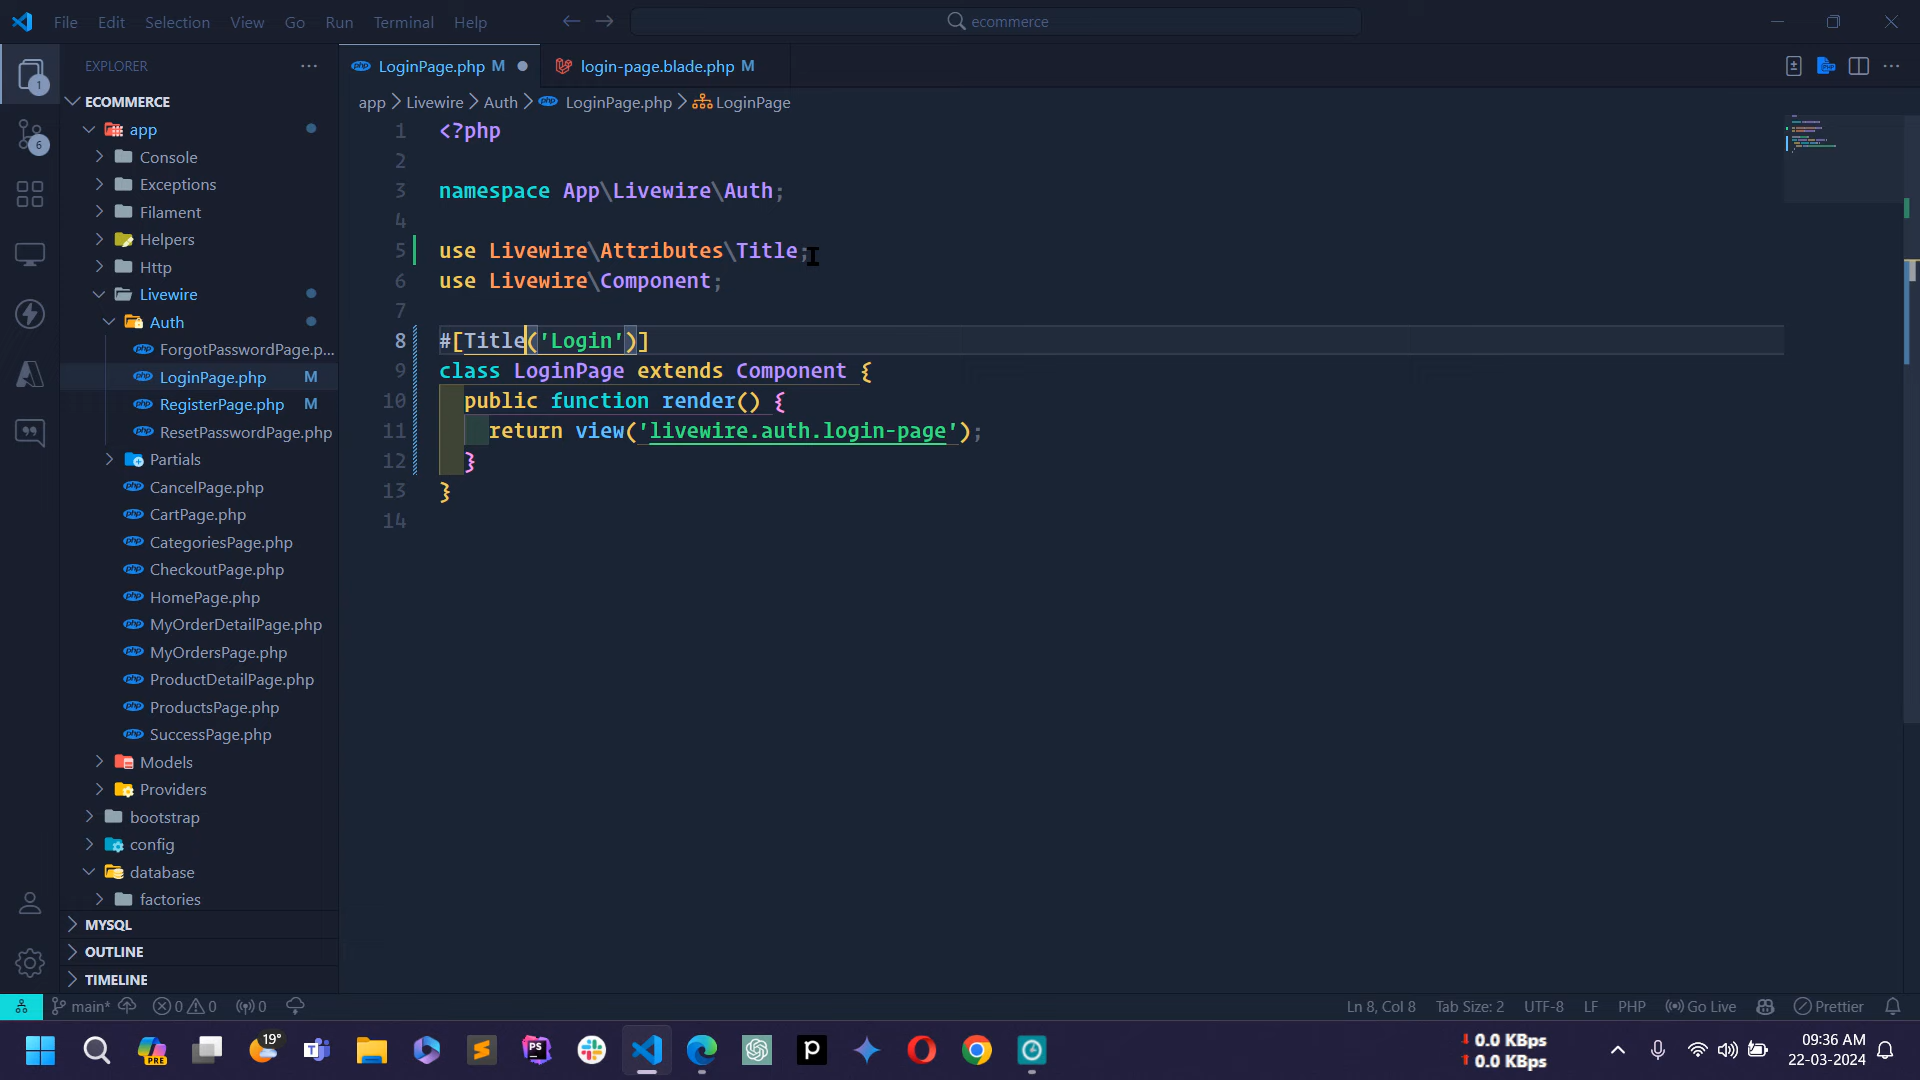 File Edit Selection View Go Run Terminal Help
ecommerce
EXPLORER
LoginPage.php M
login-page.blade.php M
1
6
ECOMMERCE
app
Console
Exceptions
Filament
Helpers
Http
Livewire
Auth
ForgotPasswordPage.p...
LoginPage.php M
RegisterPage.php M
ResetPasswordPage.php
Partials
CancelPage.php
CartPage.php
CategoriesPage.php
CheckoutPage.php
HomePage.php
MyOrderDetailPage.php
MyOrdersPage.php
ProductDetailPage.php
ProductsPage.php
SuccessPage.php
Models
Providers
bootstrap
config
database
factories
MYSQL
OUTLINE
TIMELINE
app > Livewire > Auth > LoginPage.php > LoginPage
1 <?php
2
3 namespace App\Livewire\Auth;
4
5 use Livewire\Attributes\Title;
6 use Livewire\Component;
7
8 #[Title('Login')]
9 class LoginPage extends Component {
10 public function render() {
11 return view('livewire.auth.login-page');
12 }
13 }
14
main* 0 0 0
Ln 8, Col 8 Tab Size: 2 UTF-8 LF PHP Go Live Prettier
PRE 19° PS
0.0 KBps
0.0 KBps
09:36 AM
22-03-2024